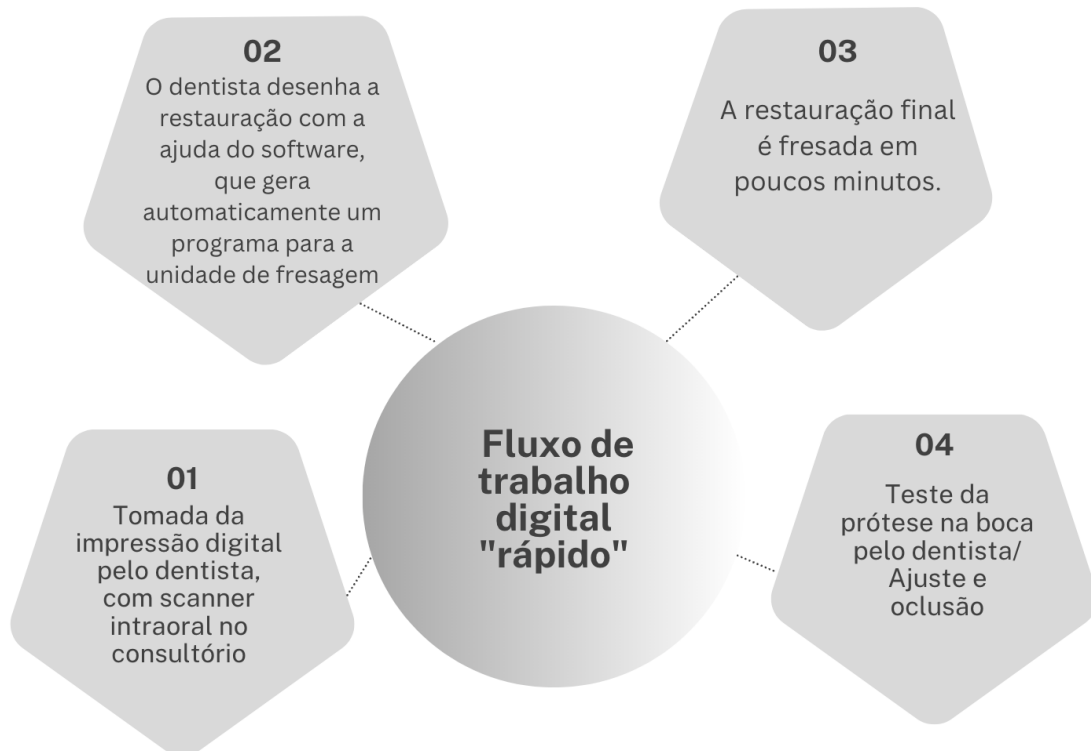 02
O dentista desenha a
restauração com a
ajuda do software,
que gera
automaticamente um
programa para a
unidade de fresagem
03
A restauração final
é fresada em
poucos minutos.
Fluxo de
trabalho
digital
"rápido"
01
Tomada da
impressão digital
pelo dentista,
com scanner
intraoral no
consultório
04
Teste da
prótese na boca
pelo dentista/
Ajuste e
oclusão